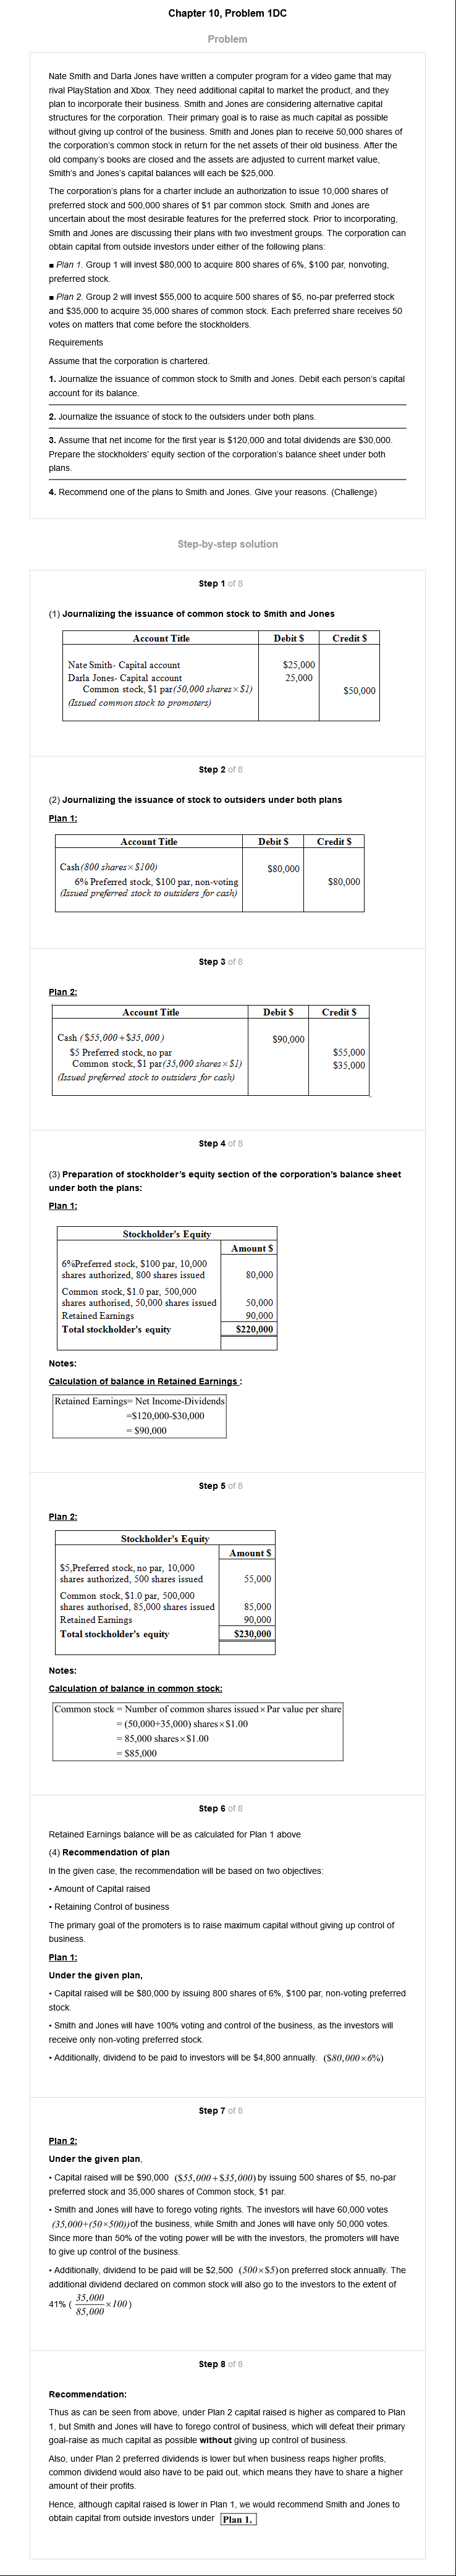 Chapter 10, Problem 1DC
Problem
Nate Smith and Darla Jones have written a computer program for a video game that may
rival PlayStation and Xbox. They need additional capital to market the product, and they
plan to incorporate their business. Smith and Jones are considering alternative capital
structures for the corporation. Their primary goal is to raise as much capital as possible
without giving up control of the business. Smith and Jones plan to receive 50,000 shares of
the corporation's common stock in return for the net assets of their old business. After the
old company's books are closed and the assets are adjusted to current market value,
Smith's and Jones's capital balances will each be $25,000.
The corporation's plans for a charter include an authorization to issue 10,000 shares of
preferred stock and 500,000 shares of $1 par common stock. Smith and Jones are
uncertain about the most desirable features for the preferred stock. Prior to incorporating,
Smith and Jones are discussing their plans with two investment groups. The corporation can
obtain capital from outside investors under either of the following plans:
■ Plan 1. Group 1 will invest $80,000 to acquire 800 shares of 6%, $100 par, nonvoting,
preferred stock.
■ Plan 2. Group 2 will invest $55,000 to acquire 500 shares of $5, no-par preferred stock
and $35,000 to acquire 35,000 shares of common stock. Each preferred share receives 50
votes on matters that come before the stockholders.
Requirements
Assume that the corporation is chartered.
1. Journalize the issuance of common stock to Smith and Jones. Debit each person's capital
account for its balance.
2. Journalize the issuance of stock to the outsiders under both plans.
3. Assume that net income for the first year is $120,000 and total dividends are $30,000.
Prepare the stockholders' equity section of the corporation's balance sheet under both
plans.
4. Recommend one of the plans to Smith and Jones. Give your reasons. (Challenge)
Step-by-step solution
Step 1 of 8
(1) Journalizing the issuance of common stock to Smith and Jones
Account Title Debit $ Credit $
Nate Smith- Capital account $25,000
Darla Jones- Capital account 25,000
Common stock, $1 par(50,000 shares×$1) $50,000
(Issued common stock to promoters)
Step 2 of 8
(2) Journalizing the issuance of stock to outsiders under both plans
Plan 1:
Account Title Debit $ Credit $
Cash(800 shares×$100) $80,000
6% Preferred stock, $100 par, non-voting $80,000
(Issued preferred stock to outsiders for cash)
Step 3 of 8
Plan 2:
Account Title Debit $ Credit $
Cash ($55,000+$35,000) $90,000
$5 Preferred stock, no par $55,000
Common stock, $1 par(35,000 shares×$1) $35,000
(Issued preferred stock to outsiders for cash)
Step 4 of 8
(3) Preparation of stockholder's equity section of the corporation's balance sheet
under both the plans:
Plan 1:
Stockholder's Equity
Amount $
6%Preferred stock, $100 par, 10,000
shares authorized, 800 shares issued 80,000
Common stock, $1.0 par, 500,000
shares authorised, 50,000 shares issued 50,000
Retained Earnings 90,000
Total stockholder's equity $220,000
Notes:
Calculation of balance in Retained Earnings :
Retained Earnings= Net Income-Dividends
=$120,000-$30,000
= $90,000
Step 5 of 8
Plan 2:
Stockholder's Equity
Amount $
$5,Preferred stock, no par, 10,000
shares authorized, 500 shares issued 55,000
Common stock, $1.0 par, 500,000
shares authorised, 85,000 shares issued 85,000
Retained Earnings 90,000
Total stockholder's equity $230,000
Notes:
Calculation of balance in common stock:
Common stock = Number of common shares issued×Par value per share
= (50,000+35,000) shares×$1.00
= 85,000 shares×$1.00
= $85,000
Step 6 of 8
Retained Earnings balance will be as calculated for Plan 1 above
(4) Recommendation of plan
In the given case, the recommendation will be based on two objectives:
• Amount of Capital raised
• Retaining Control of business
The primary goal of the promoters is to raise maximum capital without giving up control of
business.
Plan 1:
Under the given plan,
• Capital raised will be $80,000 by issuing 800 shares of 6%, $100 par, non-voting preferred
stock.
• Smith and Jones will have 100% voting and control of the business, as the investors will
receive only non-voting preferred stock.
• Additionally, dividend to be paid to investors will be $4,800 annually. ($80,000×6%)
Step 7 of 8
Plan 2:
Under the given plan,
• Capital raised will be $90,000 ($55,000+$35,000) by issuing 500 shares of $5, no-par
preferred stock and 35,000 shares of Common stock, $1 par.
• Smith and Jones will have to forego voting rights. The investors will have 60,000 votes
(35,000+(50×500)) of the business, while Smith and Jones will have only 50,000 votes.
Since more than 50% of the voting power will be with the investors, the promoters will have
to give up control of the business.
• Additionally, dividend to be paid will be $2,500 (500×$5) on preferred stock annually. The
additional dividend declared on common stock will also go to the investors to the extent of
41% (35,000/85,000×100)
Step 8 of 8
Recommendation:
Thus as can be seen from above, under Plan 2 capital raised is higher as compared to Plan
1, but Smith and Jones will have to forego control of business, which will defeat their primary
goal-raise as much capital as possible without giving up control of business.
Also, under Plan 2 preferred dividends is lower but when business reaps higher profits,
common dividend would also have to be paid out, which means they have to share a higher
amount of their profits.
Hence, although capital raised is lower in Plan 1, we would recommend Smith and Jones to
obtain capital from outside investors under Plan 1.